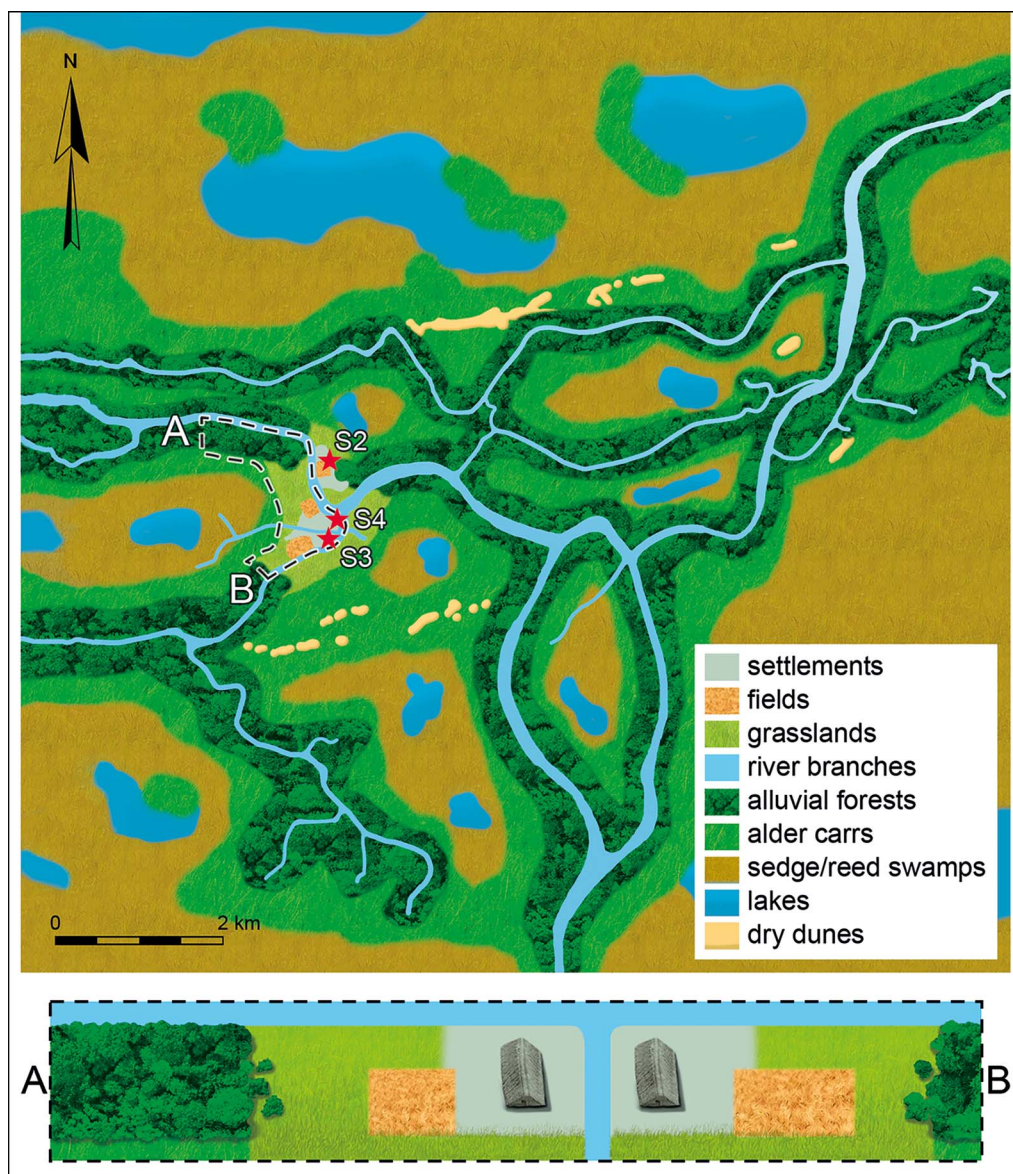 N
A
S2
S4
S3
B
settlements
fields
grasslands
river branches
alluvial forests
alder carrs
sedge/reed swamps
lakes
dry dunes
0 2 km
A B